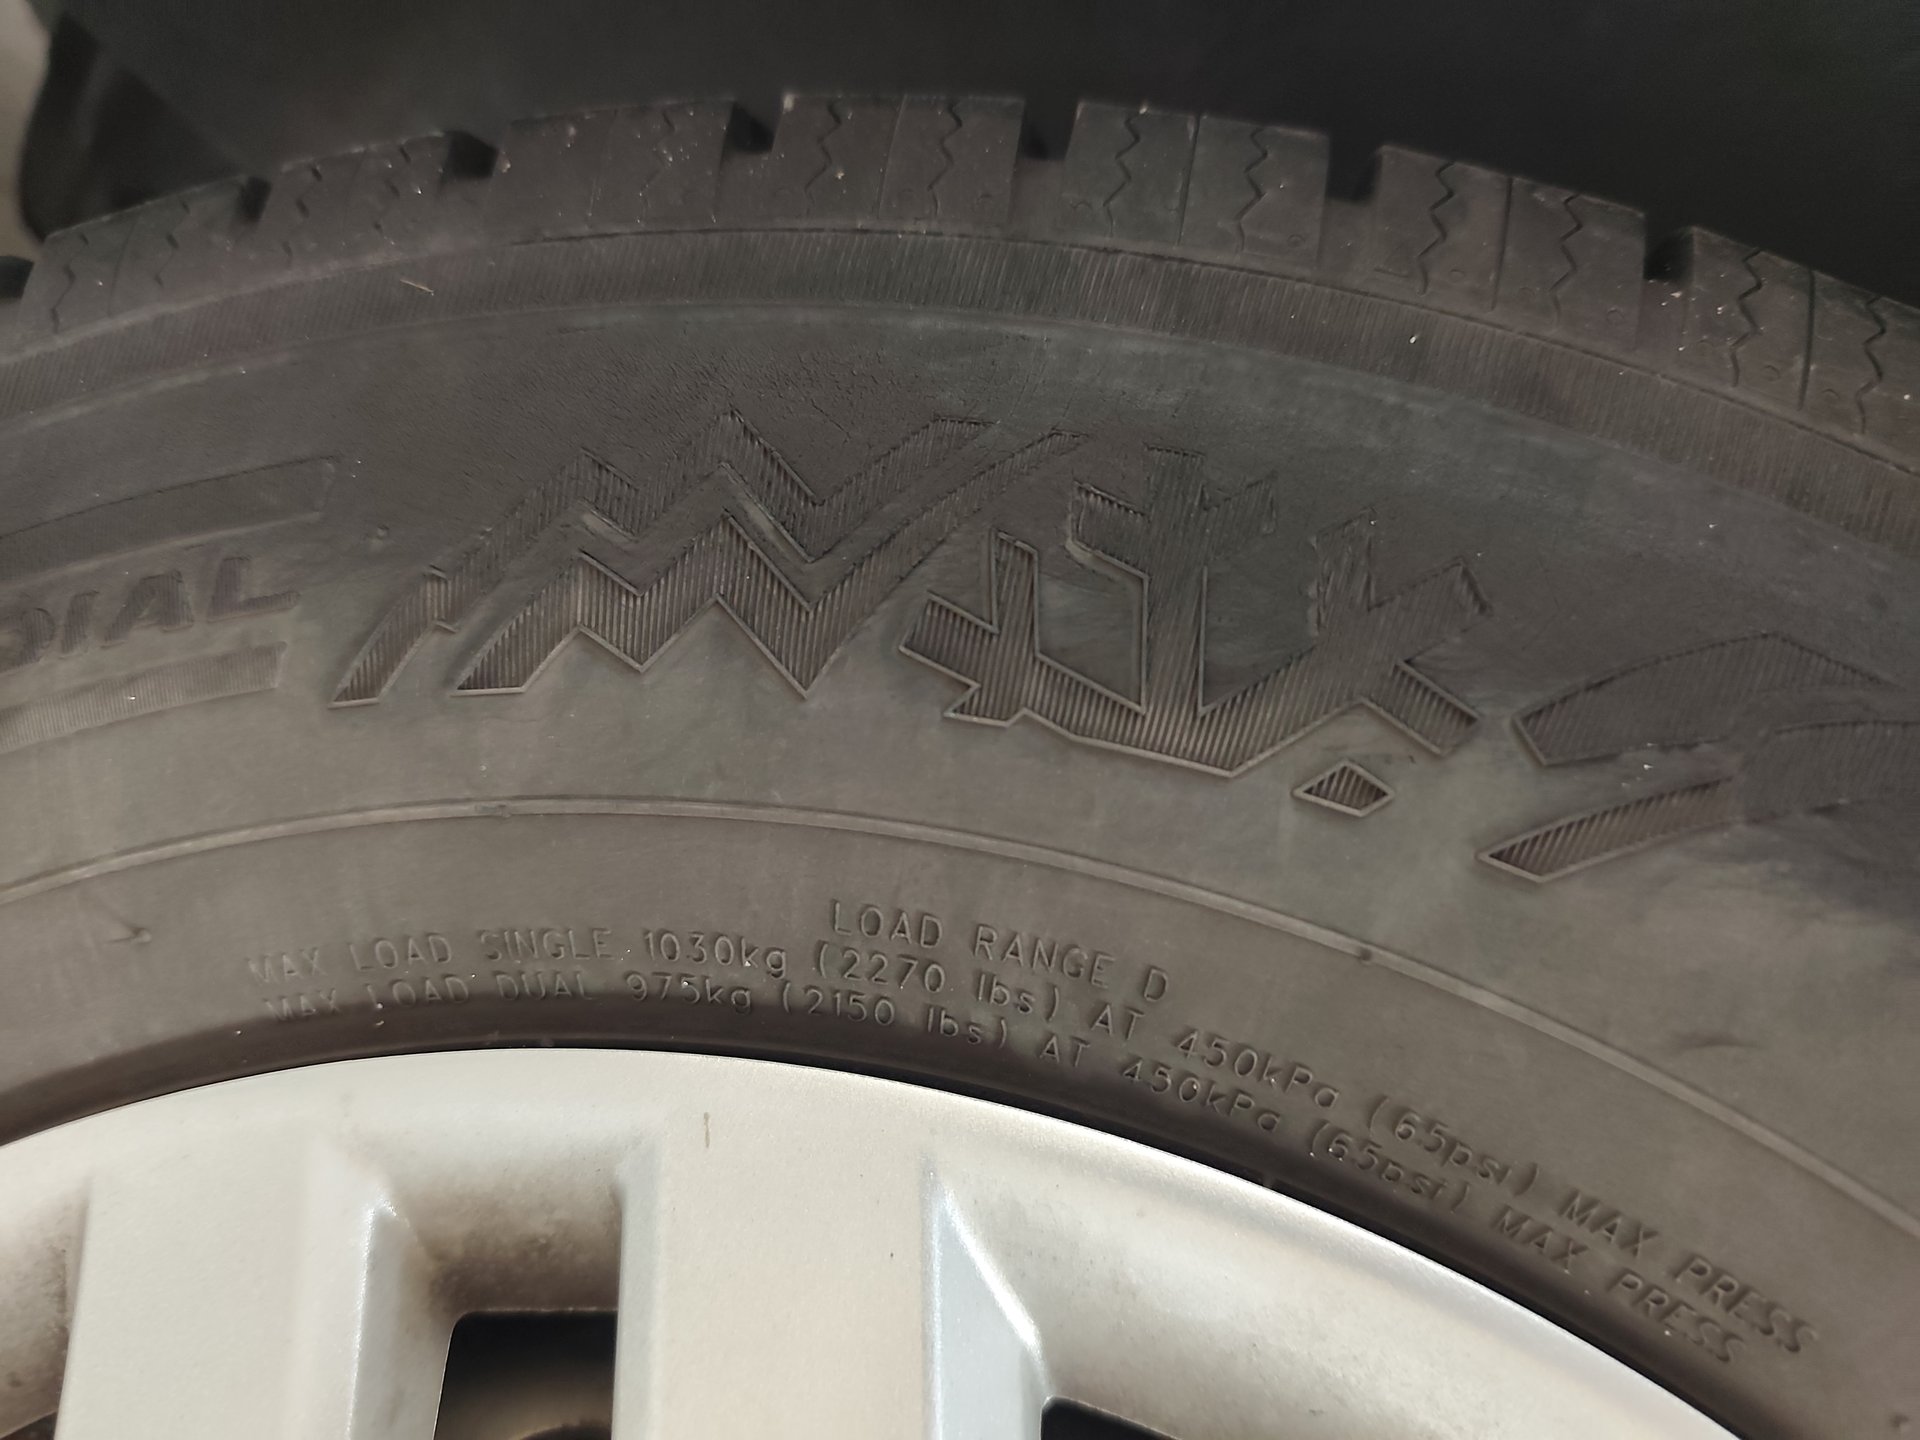 DIAL
LOAD RANGE D
MAX LOAD SINGLE 1030kg (2270 lbs) AT 450kPa (65psi) MAX PRESS
MAX LOAD DUAL 975kg (2150 lbs) AT 450kPa (65psi) MAX PRESS